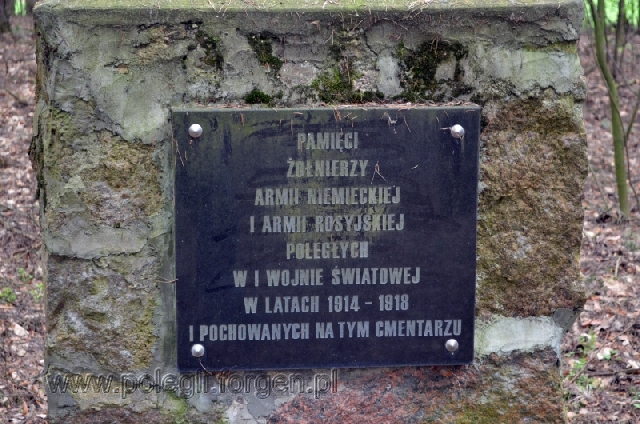 PAMIĘCI
ŻOŁNIERZY
ARMII NIEMIECKIEJ
I ARMII ROSYJSKIEJ
POLEGŁYCH
W I WOJNIE ŚWIATOWEJ
W LATACH 1914 - 1918
I POCHOWANYCH NA TYM CMENTARZU
www.polegli.forgen.pl